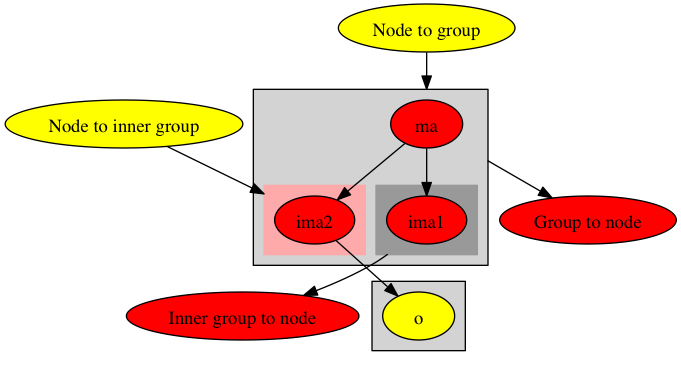 Node to group
Node to inner group
ma
ima2
ima1
Group to node
Inner group to node
o